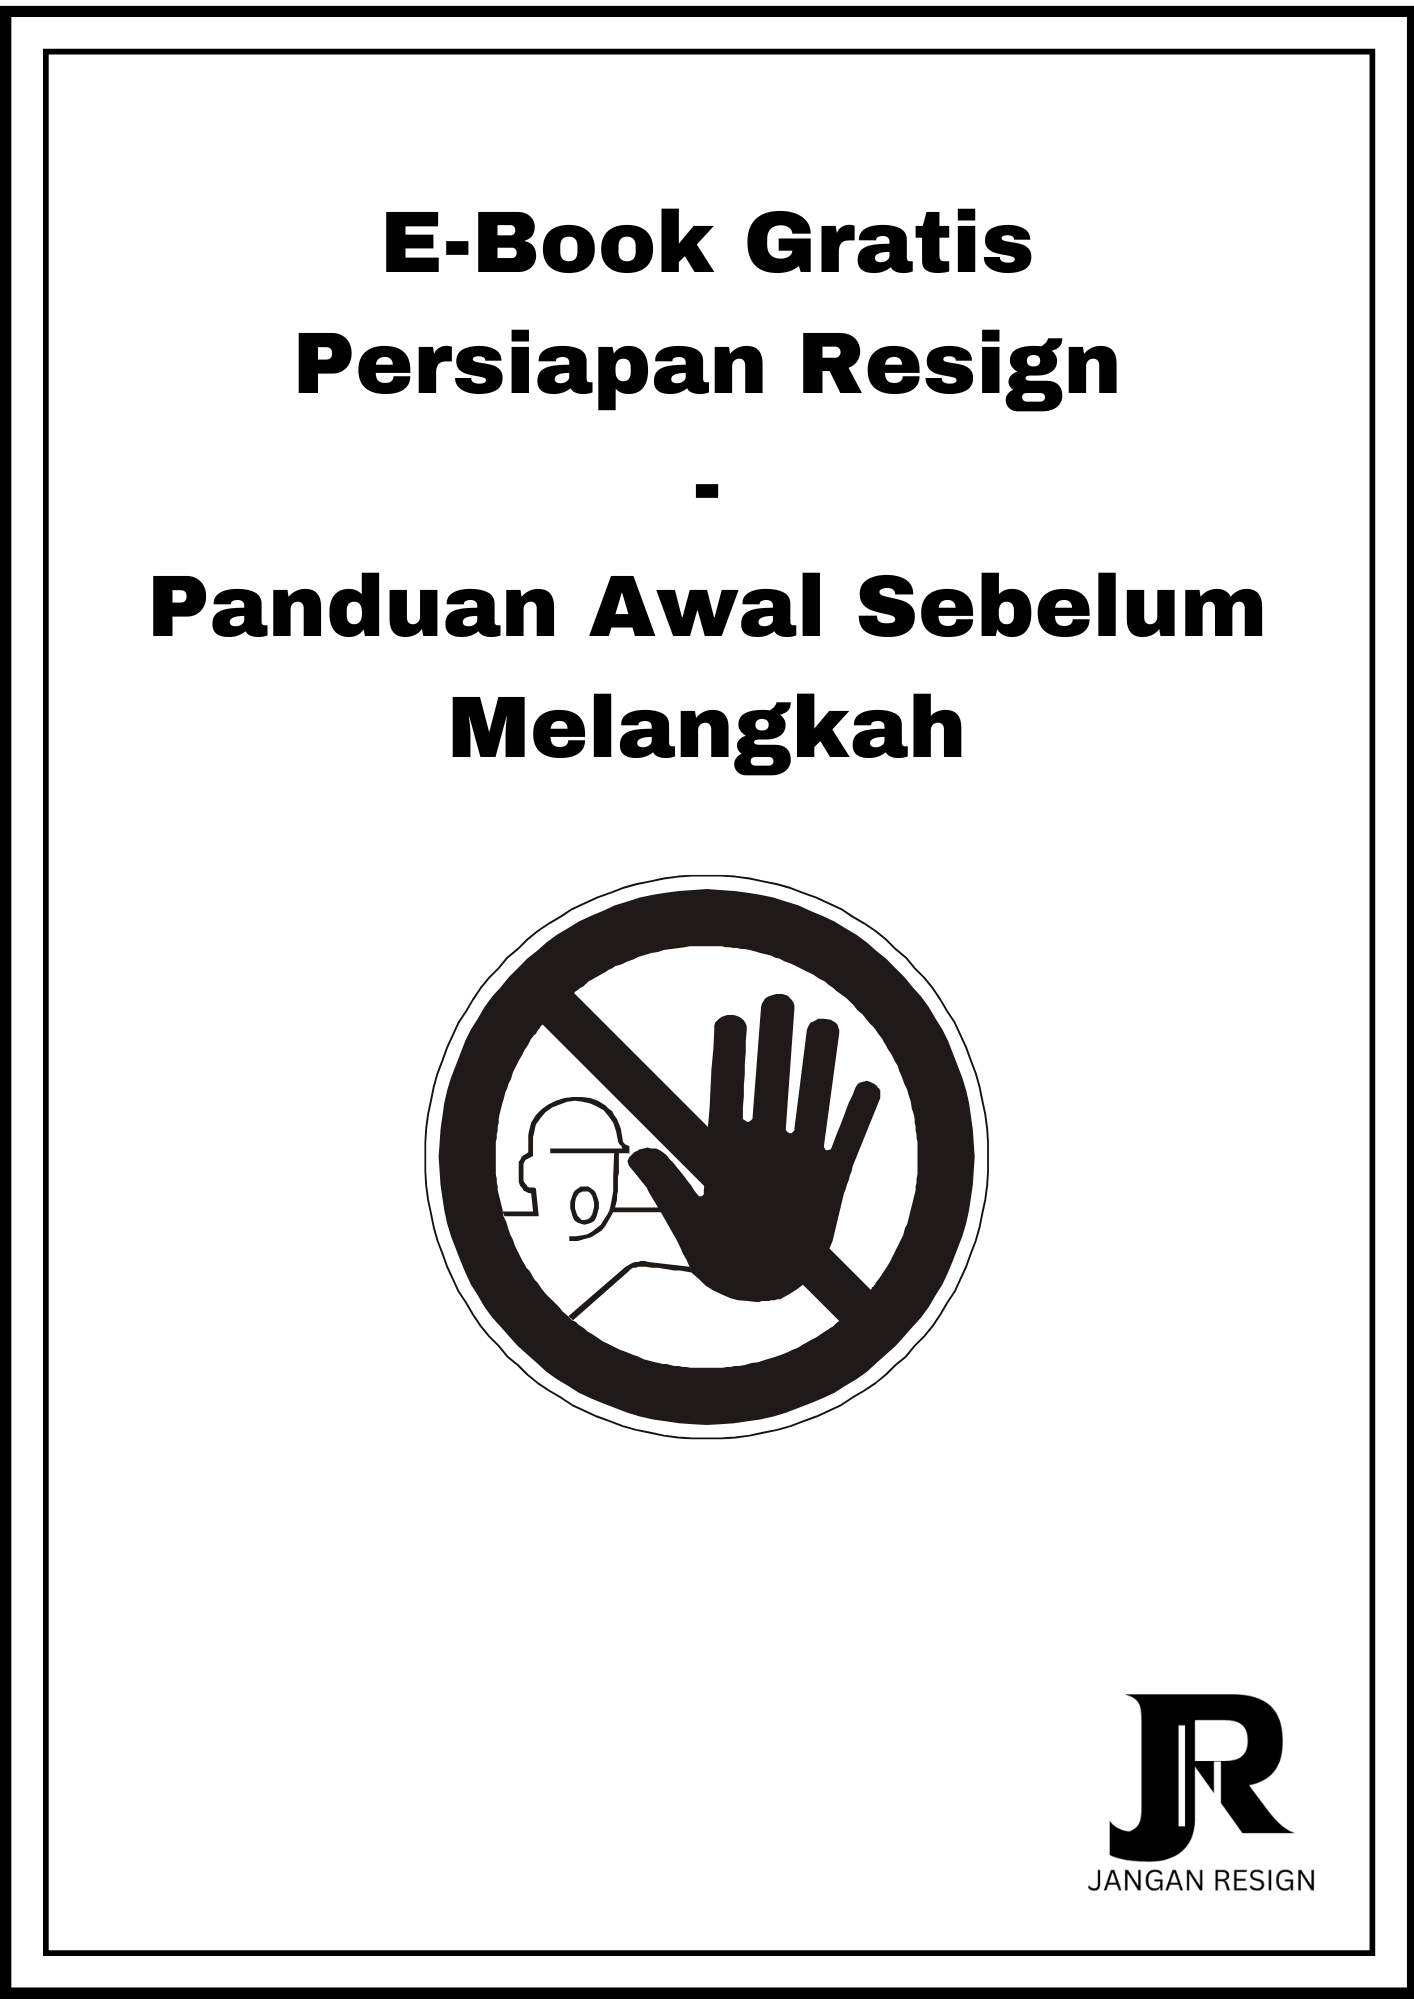 E-Book Gratis
Persiapan Resign
-
Panduan Awal Sebelum
Melangkah
JR
JANGAN RESIGN